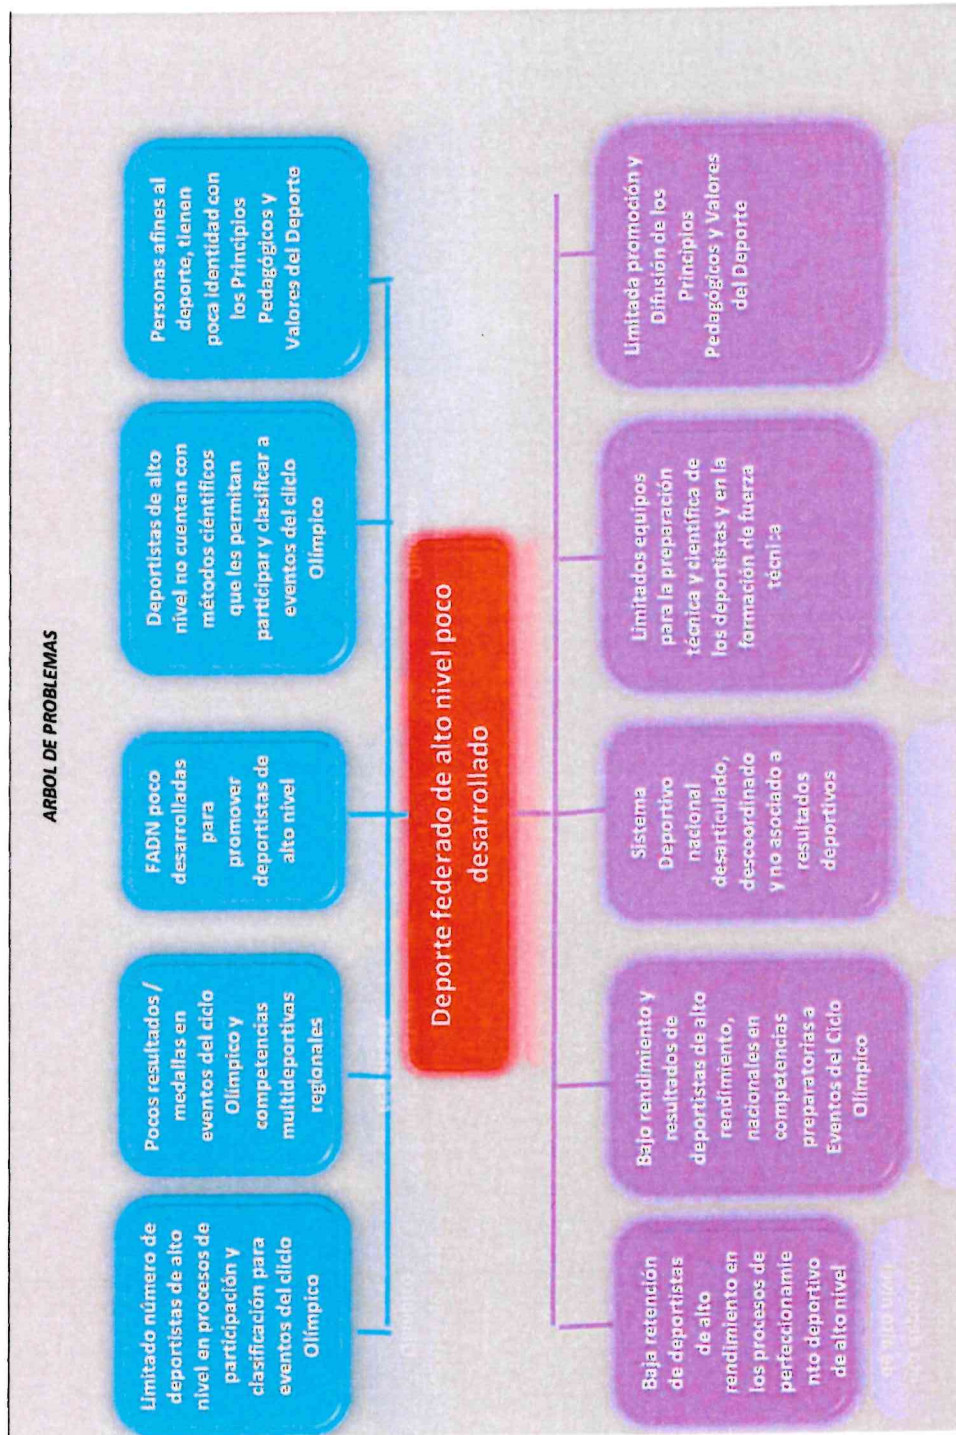 ARBOL DE PROBLEMAS
Limitado número de
deportistas de alto
nivel en procesos de
participación y
clasificación para
eventos del cliclo
Olímpico
Pocos resultados /
medallas en
eventos del ciclo
Olímpico y
competencias
multideportivas
regionales
FADN poco
desarrolladas
para
promover
deportistas de
alto nivel
Deportistas de alto
nivel no cuentan con
métodos ciéntificos
que les permitan
participar y clasificar a
eventos del cliclo
Olímpico
Personas afines al
deporte, tienen
poca identidad con
los Principios
Pedagógicos y
Valores del Deporte
Deporte federado de alto nivel poco
desarrollado
Baja retención
de deportistas
de alto
rendimiento en
los procesos de
perfeccionamie
nto deportivo
de alto nivel
Bajo rendimiento y
resultados de
deportistas de alto
rendimiento,
nacionales en
competencias
preparatorias a
Eventos del Ciclo
Olímpico
Sistema
Deportivo
nacional
desarticulado,
descoordinado
y no asociado a
resultados
deportivos
Limitados equipos
para la preparación
técnica y científica de
los deportistas y en la
formación de fuerza
técnica
Limitada promoción y
Difusión de los
Principios
Pedagógicos y Valores
del Deporte